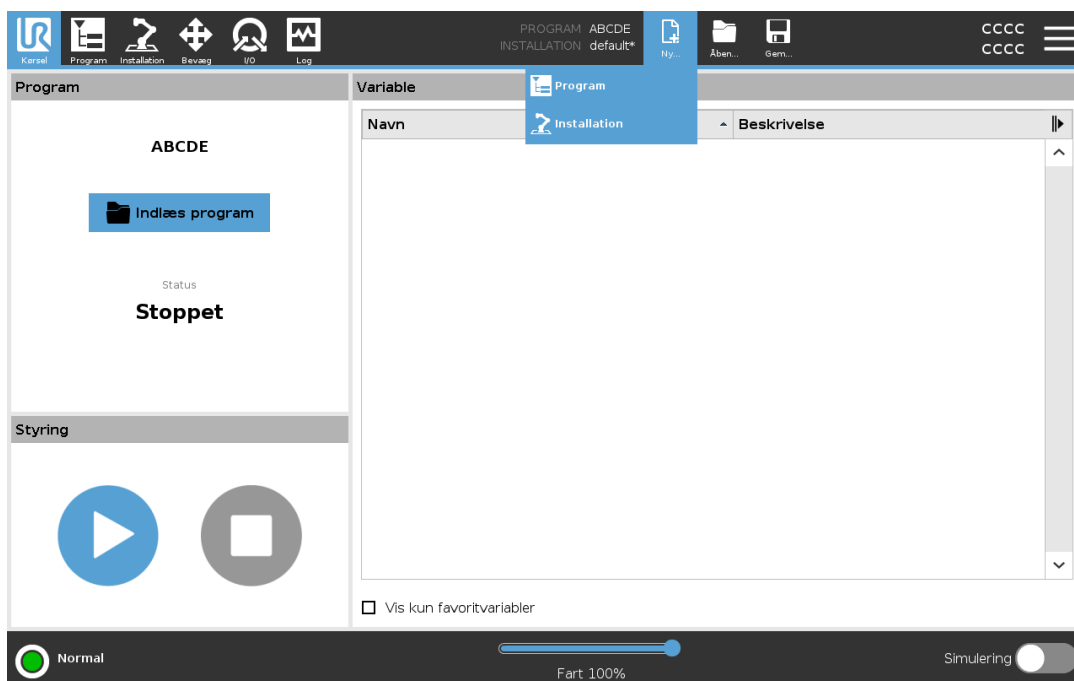 Kørsel
Program
Installation
Bevæg
I/O
Log
PROGRAM ABCDE
INSTALLATION default*
Ny...
Åben...
Gem...
CCCC
CCCC
Program
Installation
Program
ABCDE
Indlæs program
Status
Stoppet
Styring
Variable
Navn
Beskrivelse
Vis kun favoritvariabler
Normal
Fart 100%
Simulering